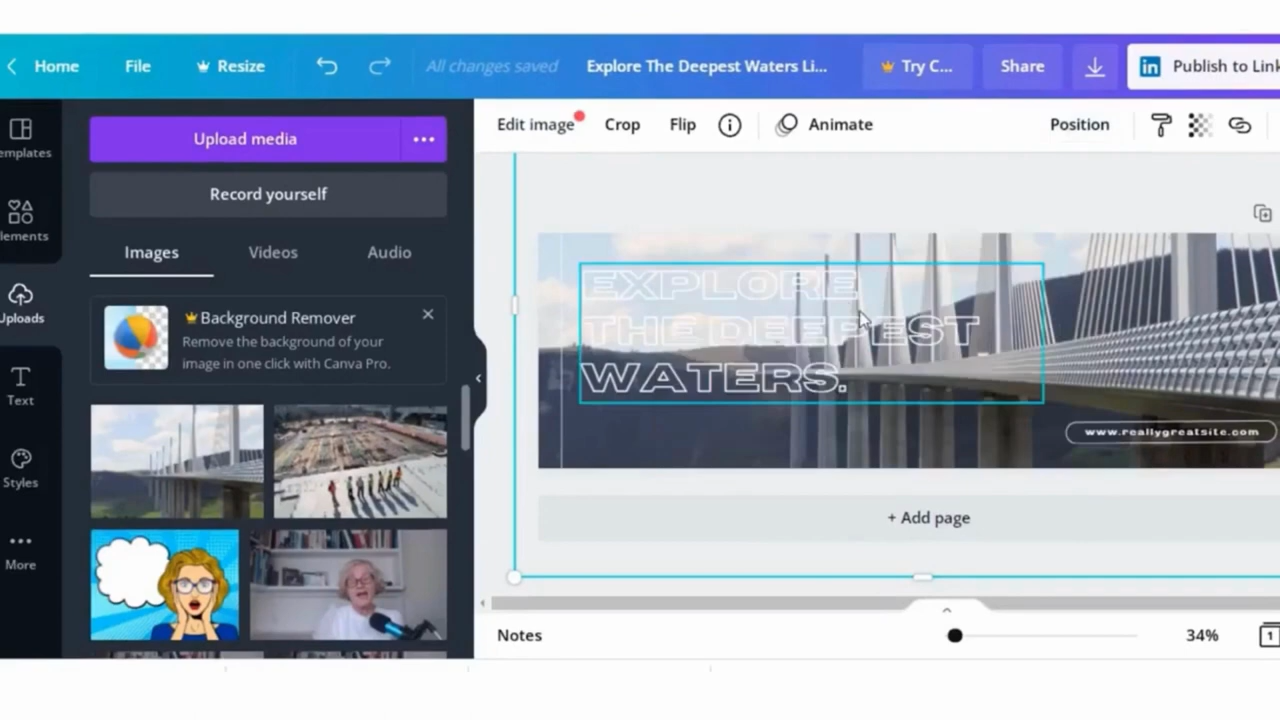 Home File Resize All changes saved Explore The Deepest Waters Li... Try C... Share in Publish to Link
Edit image Crop Flip Animate Position
emplates
lements
Uploads
Text
Styles
More
Upload media
Record yourself
Images Videos Audio
Background Remover
Remove the background of your
image in one click with Canva Pro.
EXPLORE
THE DEEPEST
WATERS.
www.reallygreatsite.com
+ Add page
Notes 34% 1